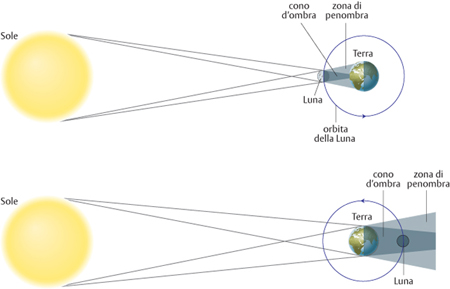 Sole
cono
d'ombra
zona di
penombra
Terra
Luna
orbita
della Luna
Sole
cono
d'ombra
zona di
penombra
Terra
Luna